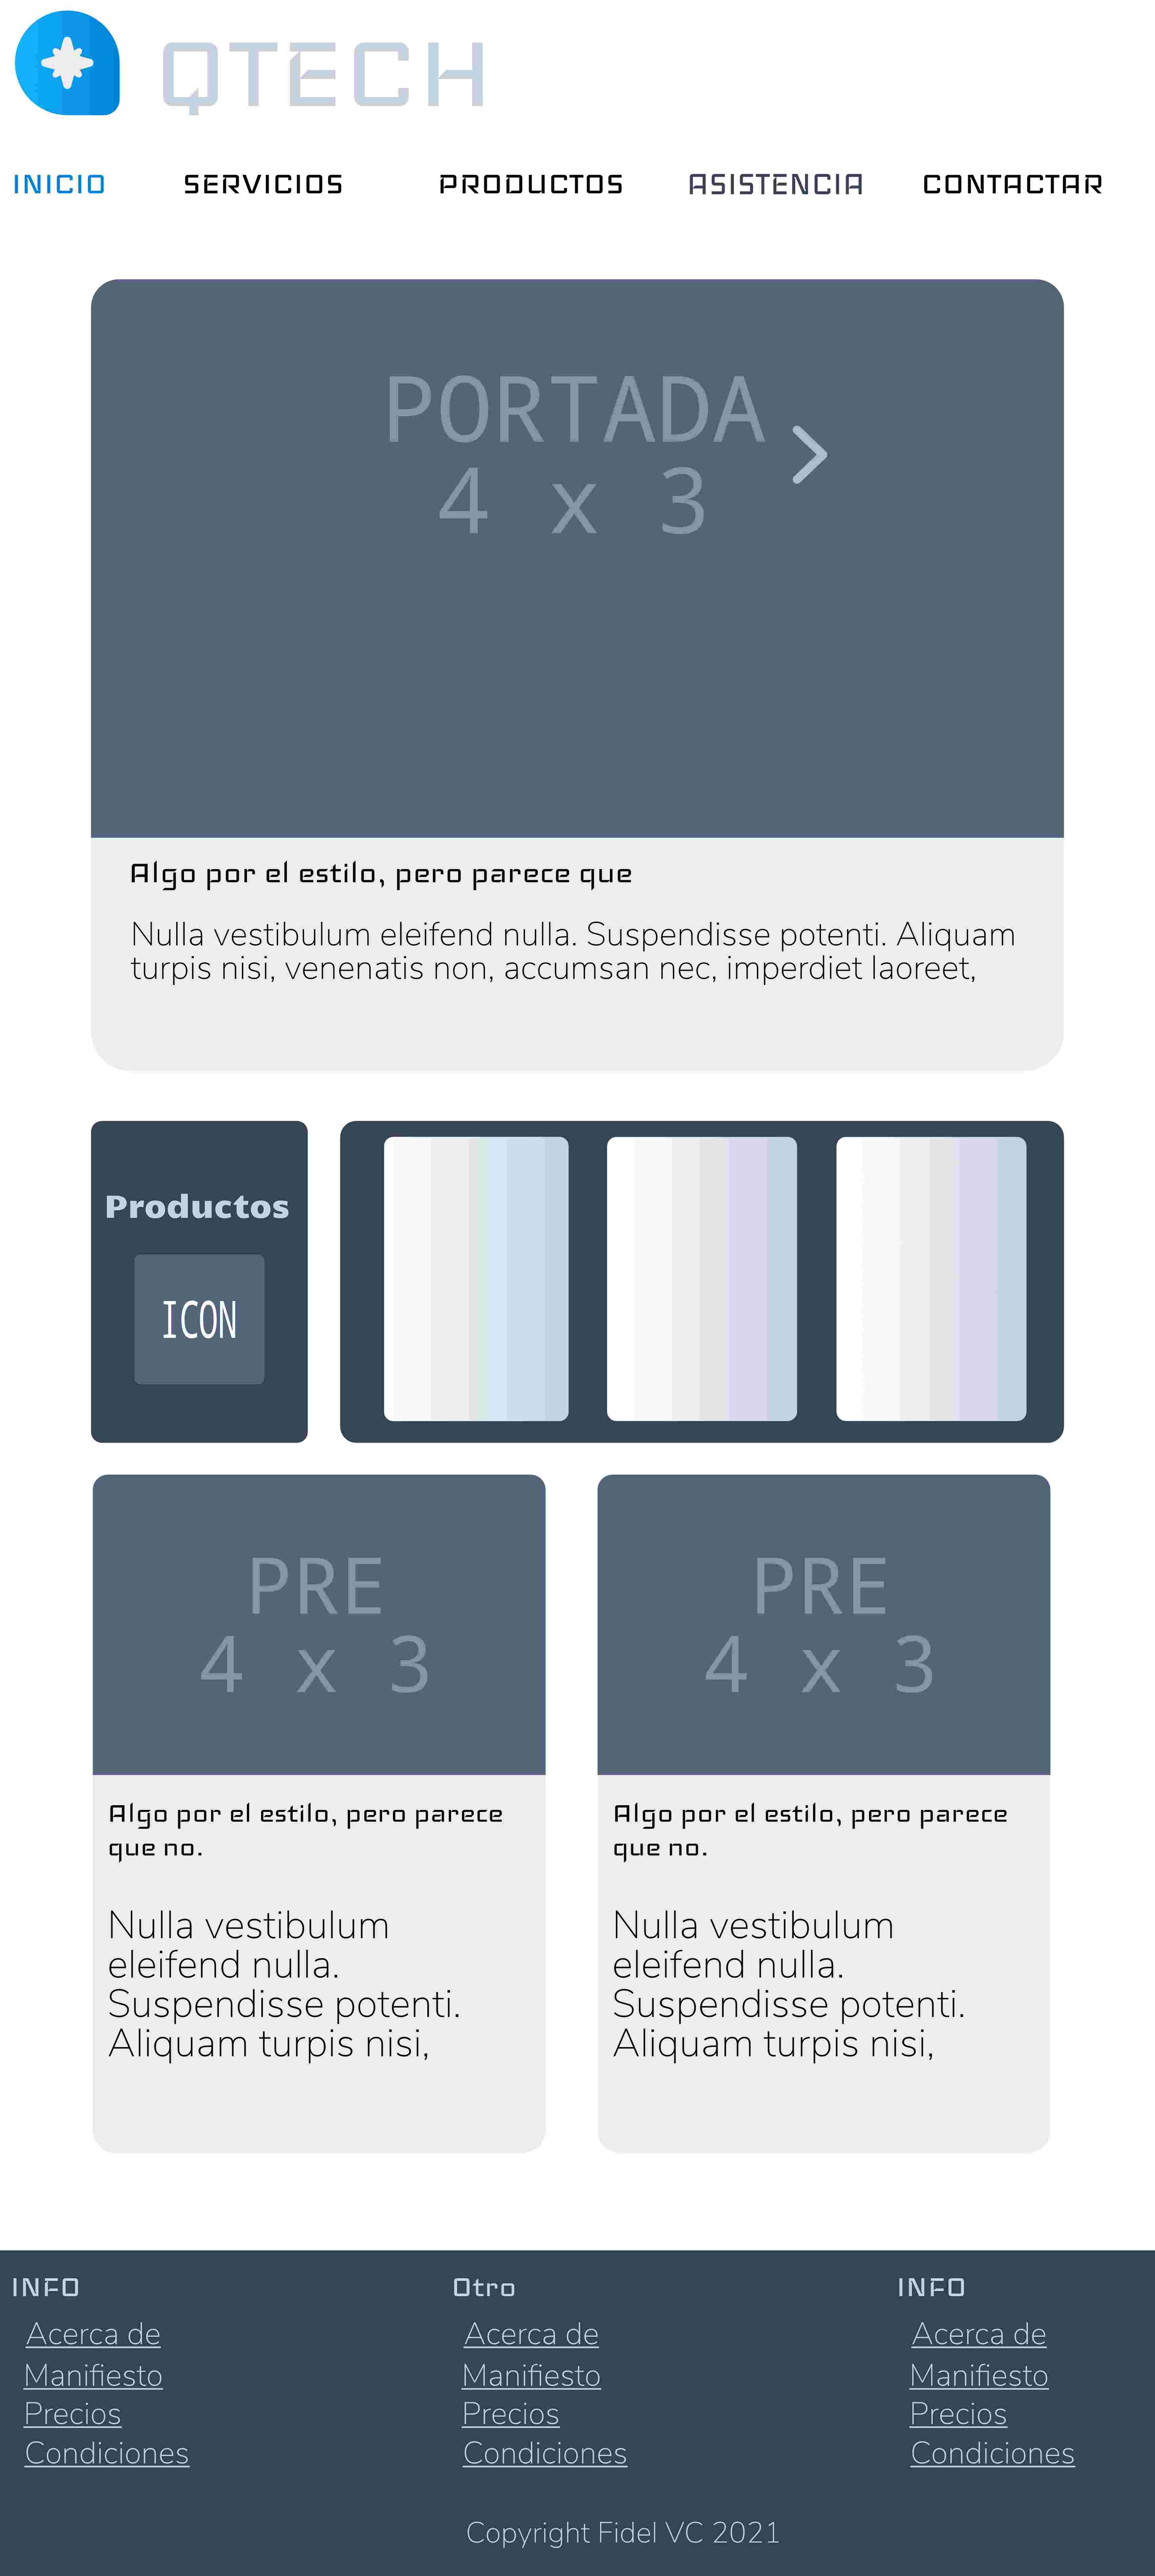 QTECH
INICIO SERVICIOS PRODUCTOS ASISTENCIA CONTACTAR
PORTADA
4 x 3
Algo por el estilo, pero parece que
Nulla vestibulum eleifend nulla. Suspendisse potenti. Aliquam
turpis nisi, venenatis non, accumsan nec, imperdiet laoreet,
Productos
ICON
PRE
4 x 3
Algo por el estilo, pero parece
que no.
Nulla vestibulum
eleifend nulla.
Suspendisse potenti.
Aliquam turpis nisi,
PRE
4 x 3
Algo por el estilo, pero parece
que no.
Nulla vestibulum
eleifend nulla.
Suspendisse potenti.
Aliquam turpis nisi,
INFO
Acerca de
Manifiesto
Precios
Condiciones
Otro
Acerca de
Manifiesto
Precios
Condiciones
INFO
Acerca de
Manifiesto
Precios
Condiciones
Copyright Fidel VC 2021